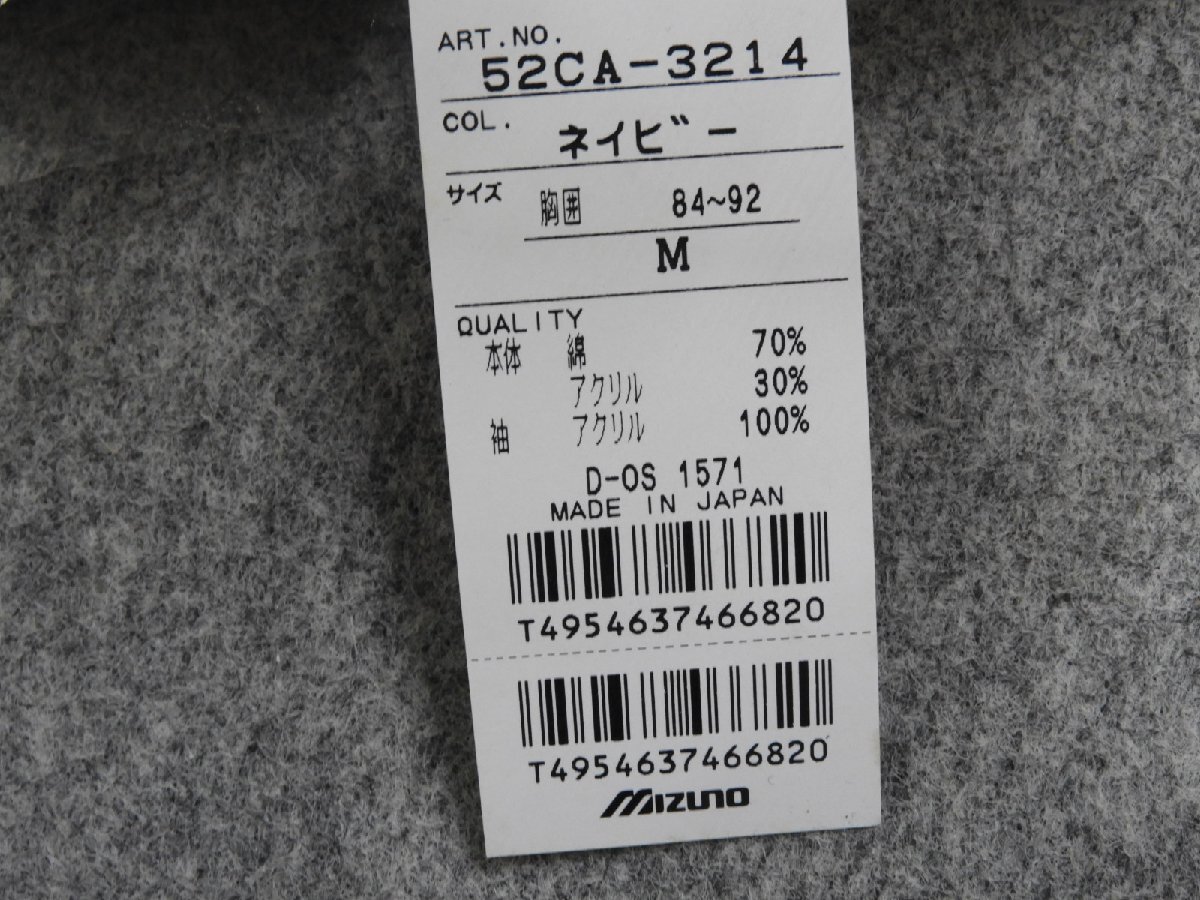 ART.NO.
52CA-3214
COL. ネイビー
サイズ 胸囲 84~92
M
QUALITY
本体 綿 70%
アクリル 30%
袖 アクリル 100%
D-OS 1571
MADE IN JAPAN
T4954637466820
T4954637466820
MIZUNO